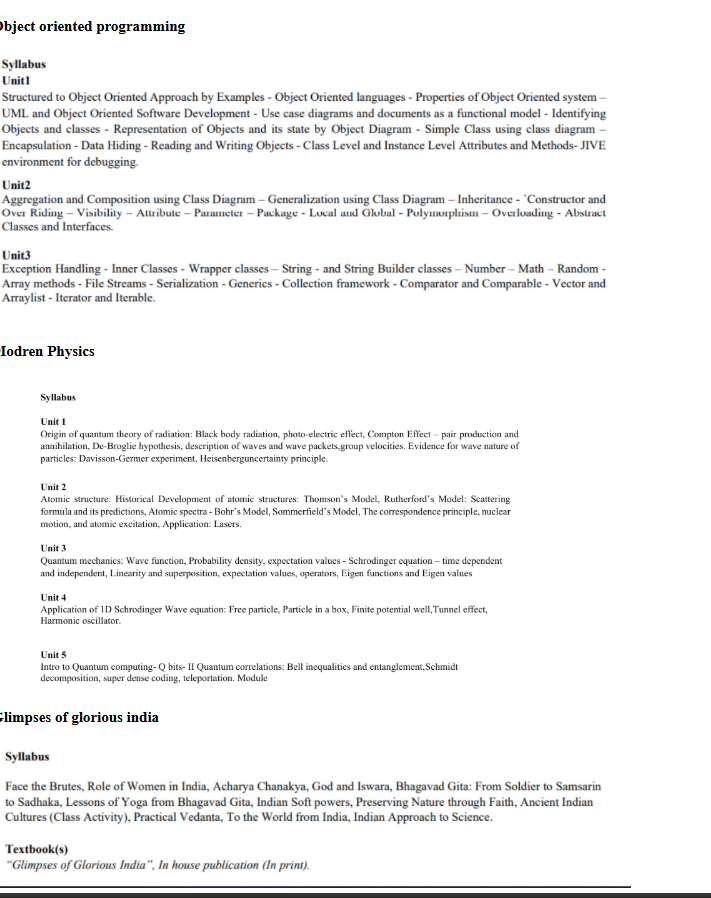 Object oriented programming
Syllabus
Unit1
Structured to Object Oriented Approach by Examples - Object Oriented languages - Properties of Object Oriented system –
UML and Object Oriented Software Development - Use case diagrams and documents as a functional model - Identifying
Objects and classes - Representation of Objects and its state by Object Diagram - Simple Class using class diagram –
Encapsulation - Data Hiding - Reading and Writing Objects - Class Level and Instance Level Attributes and Methods- JIVE
environment for debugging.
Unit2
Aggregation and Composition using Class Diagram – Generalization using Class Diagram – Inheritance - `Constructor and
Over Riding – Visibility – Attribute – Parameter – Package - Local and Global - Polymorphism – Overloading - Abstract
Classes and Interfaces.
Unit3
Exception Handling - Inner Classes - Wrapper classes – String - and String Builder classes – Number – Math – Random -
Array methods - File Streams - Serialization - Generics - Collection framework - Comparator and Comparable - Vector and
Arraylist - Iterator and Iterable.
Modren Physics
Syllabus
Unit 1
Origin of quantum theory of radiation: Black body radiation, photo-electric effect, Compton Effect – pair production and
annihilation, De-Broglie hypothesis, description of waves and wave packets,group velocities. Evidence for wave nature of
particles: Davisson-Germer experiment, Heisenberguncertainty principle.
Unit 2
Atomic structure: Historical Development of atomic structures: Thomson's Model, Rutherford's Model: Scattering
formula and its predictions, Atomic spectra - Bohr's Model, Sommerfield's Model, The correspondence principle, nuclear
motion, and atomic excitation, Application: Lasers.
Unit 3
Quantum mechanics: Wave function, Probability density, expectation values - Schrodinger equation – time dependent
and independent, Linearity and superposition, expectation values, operators, Eigen functions and Eigen values
Unit 4
Application of 1D Schrodinger Wave equation: Free particle, Particle in a box, Finite potential well,Tunnel effect,
Harmonic oscillator.
Unit 5
Intro to Quantum computing- Q bits- II Quantum correlations: Bell inequalities and entanglement,Schmidt
decomposition, super dense coding, teleportation. Module
Glimpses of glorious india
Syllabus
Face the Brutes, Role of Women in India, Acharya Chanakya, God and Iswara, Bhagavad Gita: From Soldier to Samsarin
to Sadhaka, Lessons of Yoga from Bhagavad Gita, Indian Soft powers, Preserving Nature through Faith, Ancient Indian
Cultures (Class Activity), Practical Vedanta, To the World from India, Indian Approach to Science.
Textbook(s)
"Glimpses of Glorious India", In house publication (In print).